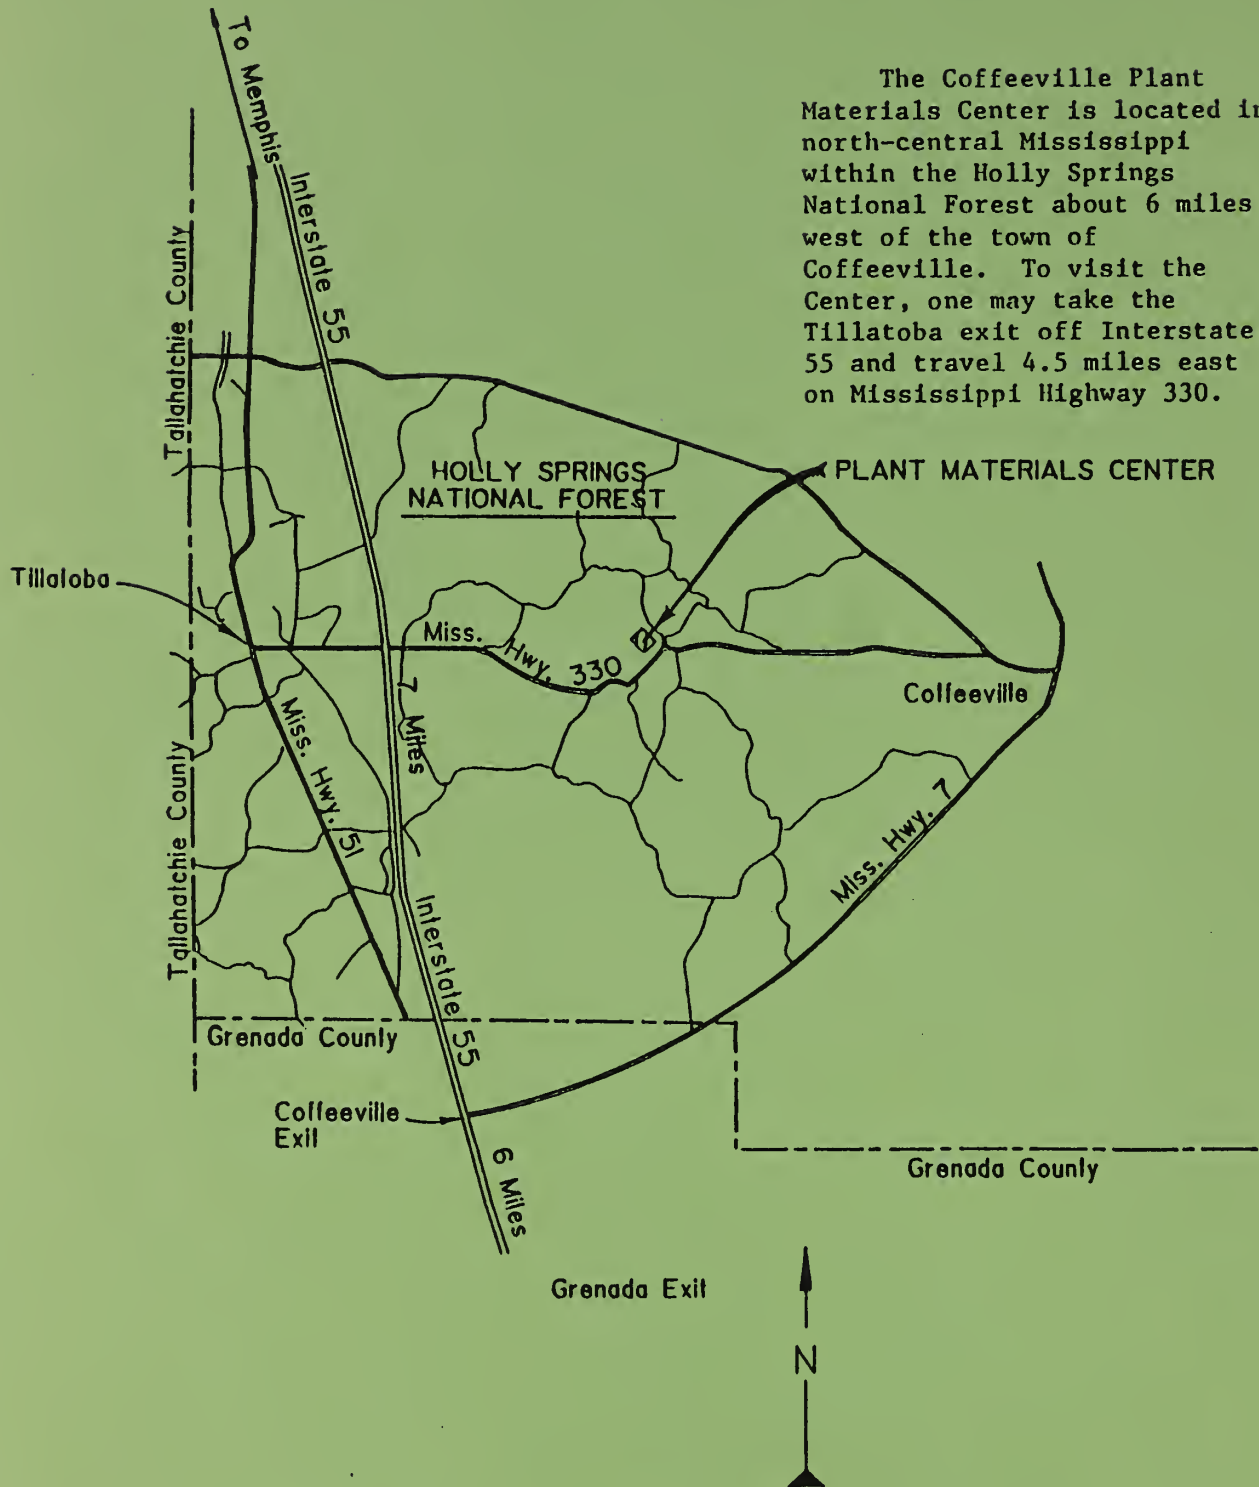 The Coffeeville Plant
Materials Center is located in
north-central Mississippi
within the Holly Springs
National Forest about 6 miles
west of the town of
Coffeeville. To visit the
Center, one may take the
Tillatoba exit off Interstate
55 and travel 4.5 miles east
on Mississippi Highway 330.
To Memphis
Interstate 55
Tallahatchie County
HOLLY SPRINGS
NATIONAL FOREST
PLANT MATERIALS CENTER
Tillatoba
Miss. Hwy. 330
Coffeeville
7 Miles
Miss. Hwy. 51
Tallahatchie County
Miss. Hwy. 7
Interstate 55
Grenada County
Coffeeville
Exit
6 Miles
Grenada County
Grenada Exit
N